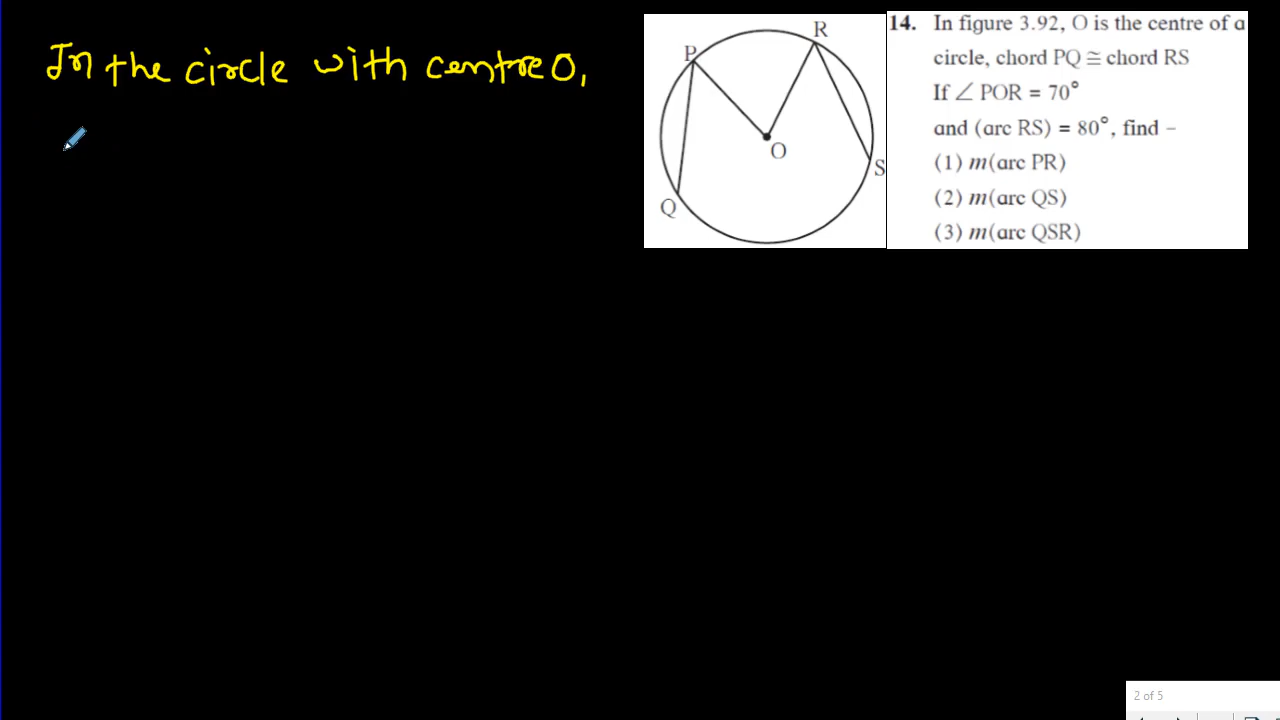 In the circle with centre O,
P
R
O
S
Q
14. In figure 3.92, O is the centre of a
circle, chord PQ ≅ chord RS
If ∠ POR = 70°
and (arc RS) = 80°, find –
(1) m(arc PR)
(2) m(arc QS)
(3) m(arc QSR)
2 of 5